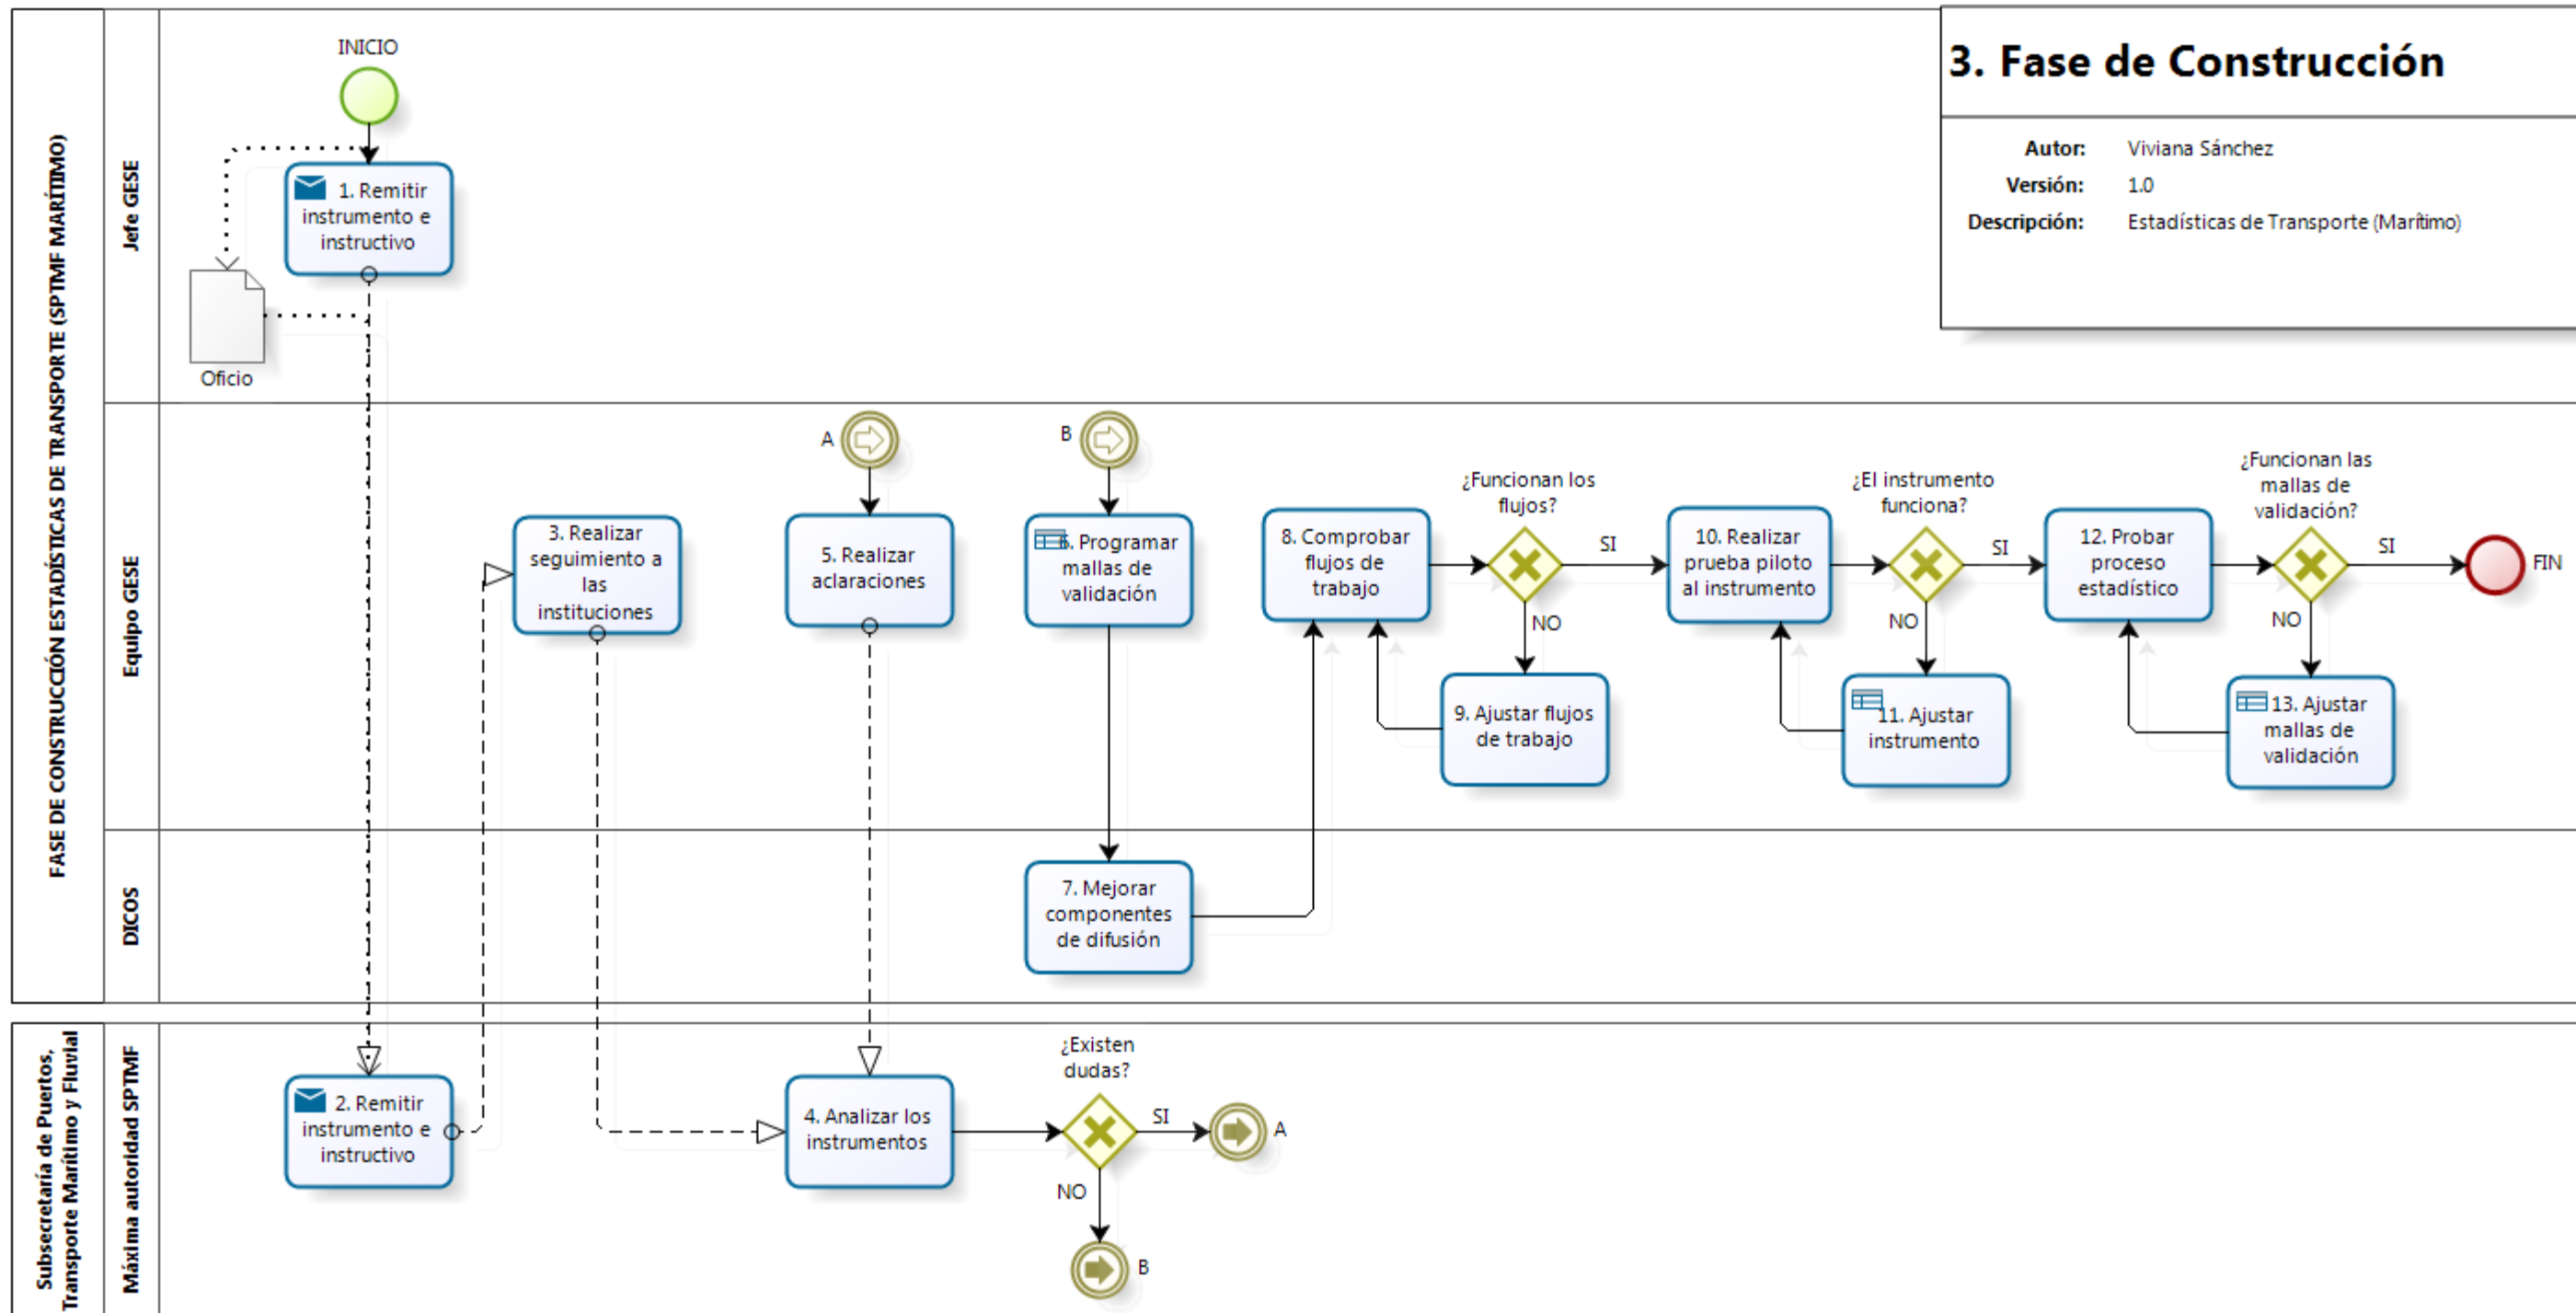 3. Fase de Construcción
Autor: Viviana Sánchez
Versión: 1.0
Descripción: Estadísticas de Transporte (Marítimo)
FASE DE CONSTRUCCIÓN ESTADÍSTICAS DE TRANSPORTE (SPTMF MARÍTIMO)
Jefe GESE
INICIO
1. Remitir
instrumento e
instructivo
Oficio
Equipo GESE
3. Realizar
seguimiento a
las
instituciones
A
5. Realizar
aclaraciones
B
6. Programar
mallas de
validación
8. Comprobar
flujos de
trabajo
¿Funcionan los
flujos?
SI
NO
9. Ajustar flujos
de trabajo
10. Realizar
prueba piloto
al instrumento
¿El instrumento
funciona?
SI
NO
11. Ajustar
instrumento
12. Probar
proceso
estadístico
¿Funcionan las
mallas de
validación?
SI
NO
13. Ajustar
mallas de
validación
FIN
DICOS
7. Mejorar
componentes
de difusión
Subsecretaría de Puertos,
Transporte Marítimo y Fluvial
Máxima autoridad SPTMF
2. Remitir
instrumento e
instructivo
4. Analizar los
instrumentos
¿Existen
dudas?
SI
A
NO
B